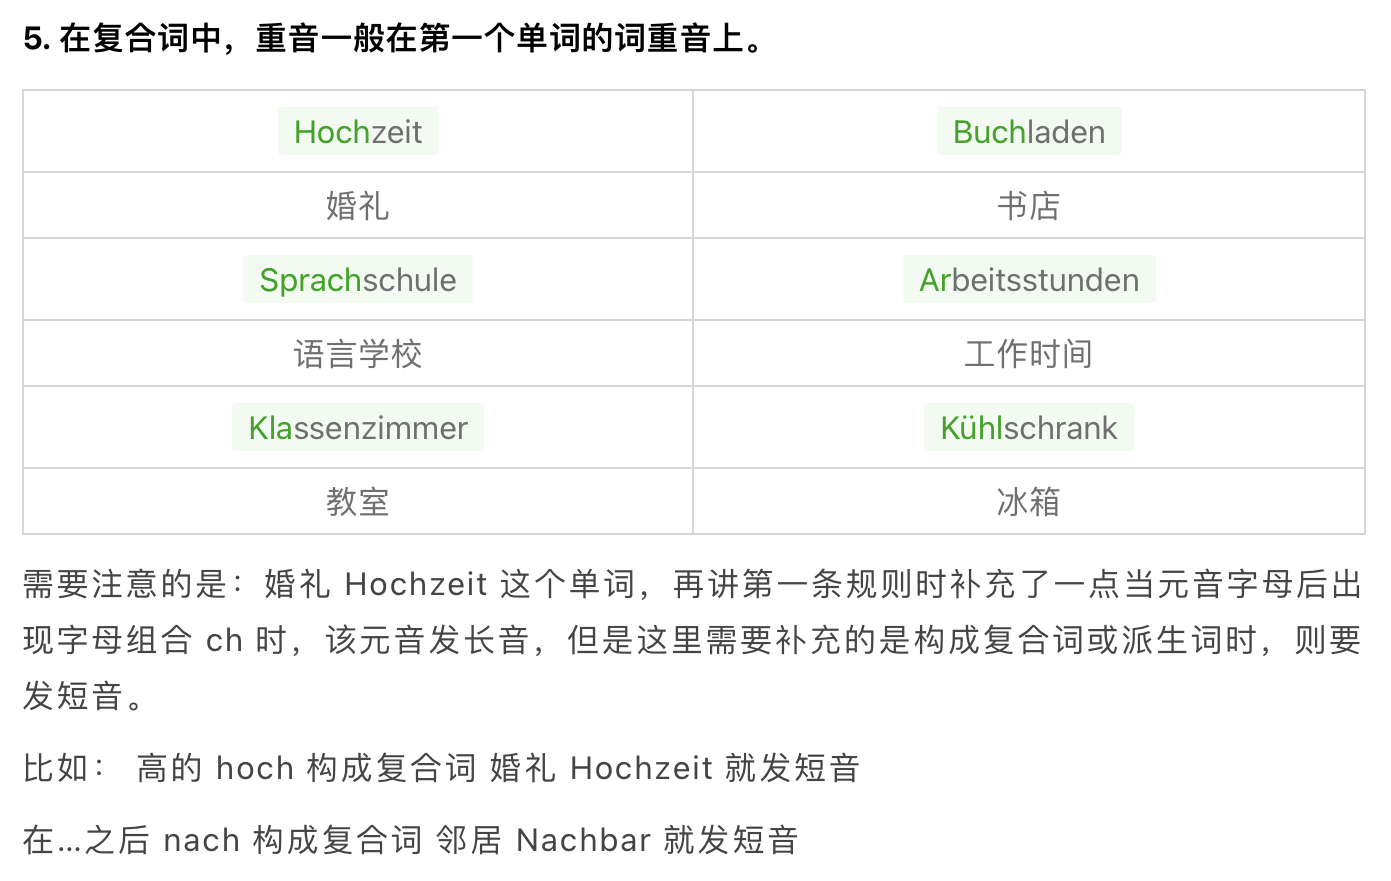 5. 在复合词中，重音一般在第一个单词的词重音上。
Hochzeit Buchladen
婚礼 书店
Sprachschule Arbeitsstunden
语言学校 工作时间
Klassenzimmer Kühlschrank
教室 冰箱
需要注意的是：婚礼 Hochzeit 这个单词，再讲第一条规则时补充了一点当元音字母后出
现字母组合 ch 时，该元音发长音，但是这里需要补充的是构成复合词或派生词时，则要
发短音。
比如： 高的 hoch 构成复合词 婚礼 Hochzeit 就发短音
在...之后 nach 构成复合词 邻居 Nachbar 就发短音